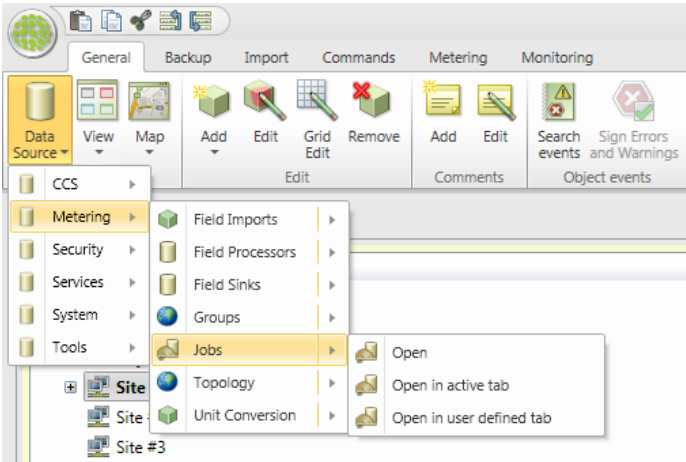 General Backup Import Commands Metering Monitoring
Data Source View Map Add Edit Grid Edit Remove Add Edit Search events Sign Errors and Warnings
Edit Comments Object events
CCS
Metering
Security
Services
System
Tools
Field Imports
Field Processors
Field Sinks
Groups
Jobs
Topology
Unit Conversion
Open
Open in active tab
Open in user defined tab
Site
Site
Site #3